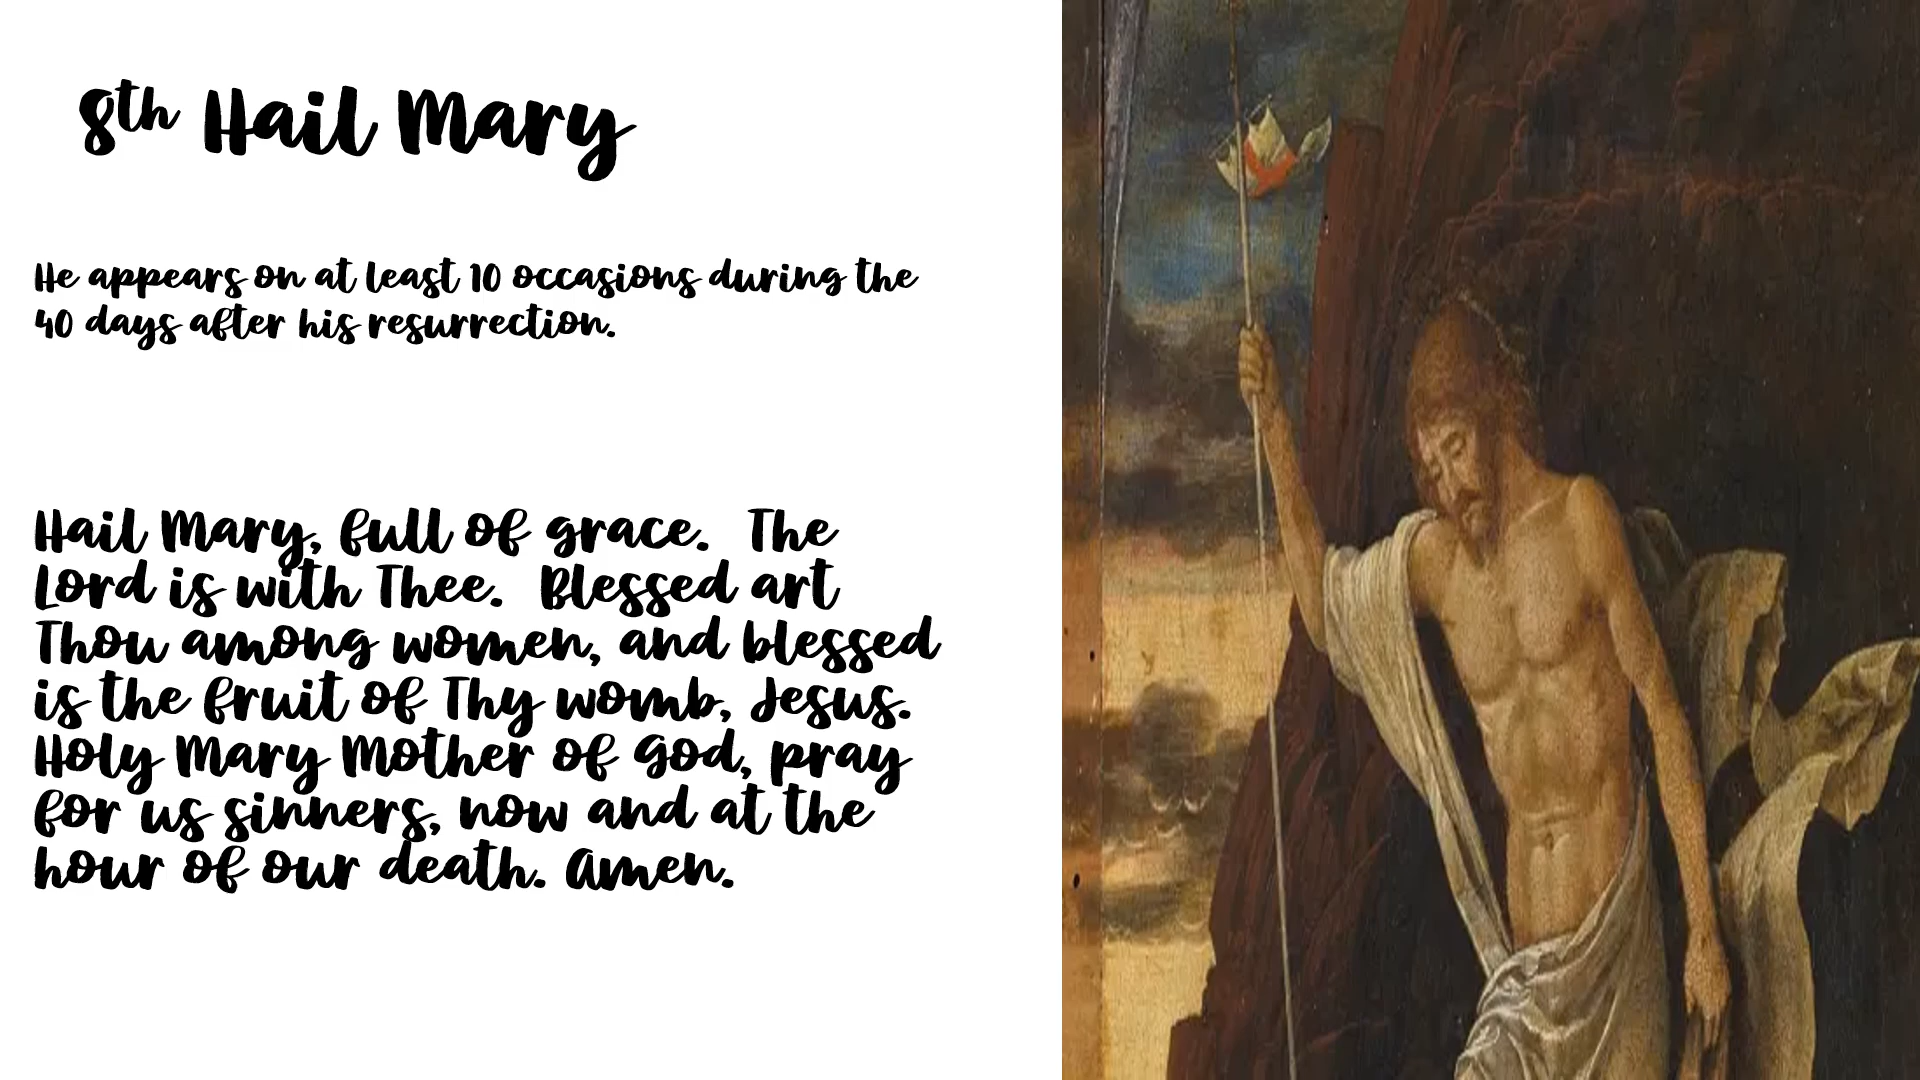 8th Hail Mary
He appears on at least 10 occasions during the
40 days after his resurrection.
Hail Mary, full of grace.  The
Lord is with Thee.  Blessed art
Thou among women, and blessed
is the fruit of Thy womb, Jesus.
Holy Mary Mother of God, pray
for us sinners, now and at the
hour of our death. Amen.